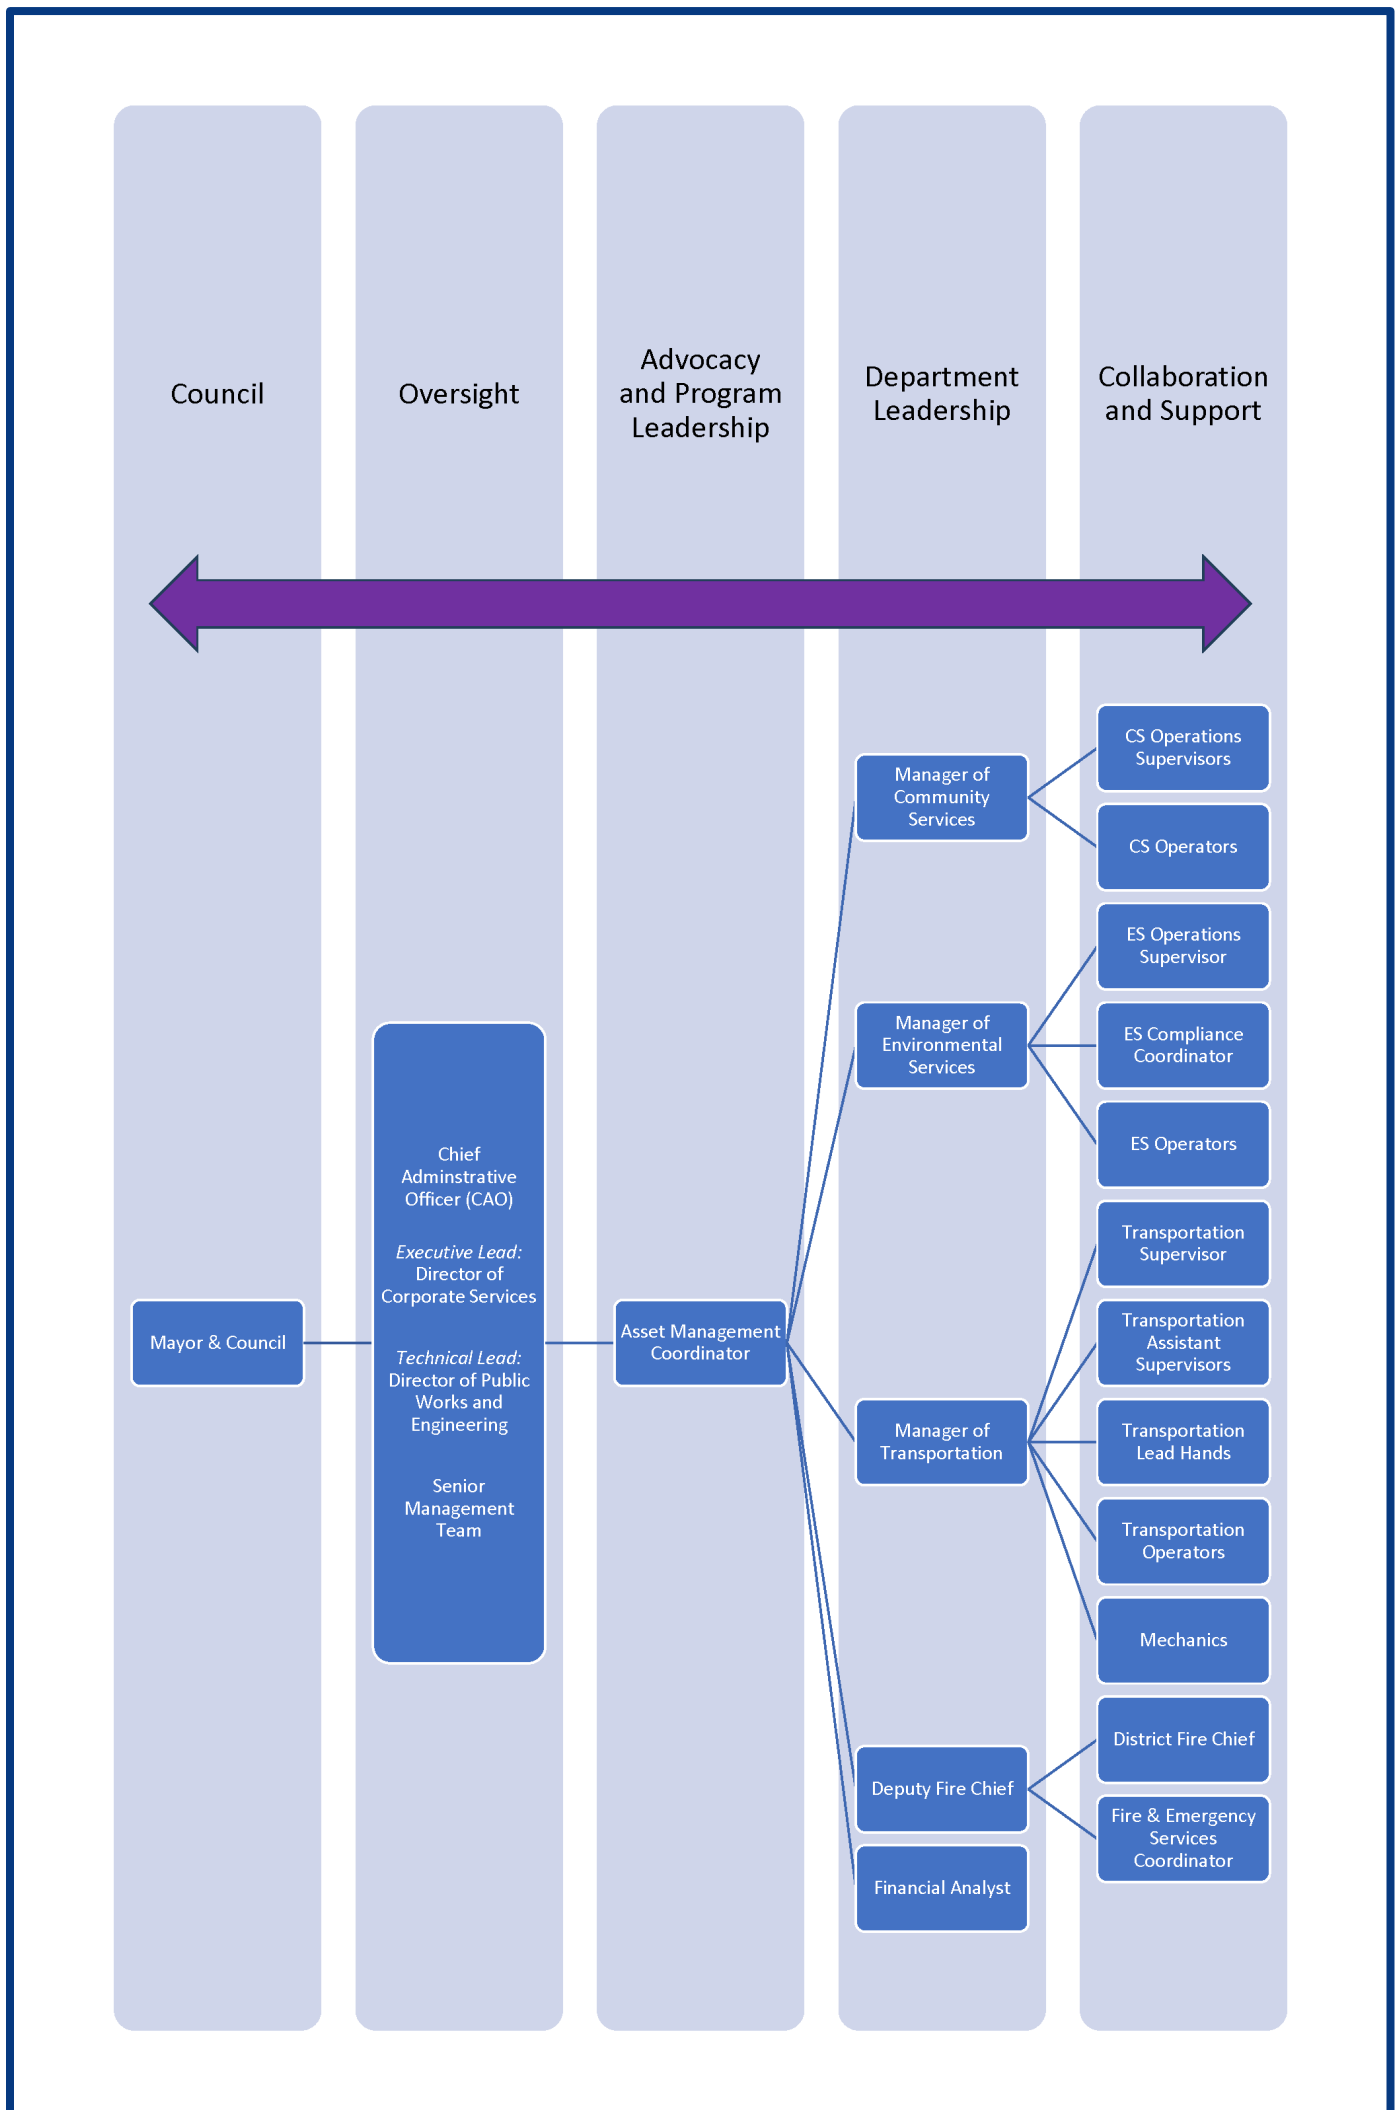 Council
Oversight
Advocacy
and Program
Leadership
Department
Leadership
Collaboration
and Support
Mayor & Council
Chief
Adminstrative
Officer (CAO)
Executive Lead:
Director of
Corporate Services
Technical Lead:
Director of Public
Works and
Engineering
Senior
Management
Team
Asset Management
Coordinator
Manager of
Community
Services
CS Operations
Supervisors
CS Operators
Manager of
Environmental
Services
ES Operations
Supervisor
ES Compliance
Coordinator
ES Operators
Manager of
Transportation
Transportation
Supervisor
Transportation
Assistant
Supervisors
Transportation
Lead Hands
Transportation
Operators
Mechanics
Deputy Fire Chief
District Fire Chief
Fire & Emergency
Services
Coordinator
Financial Analyst